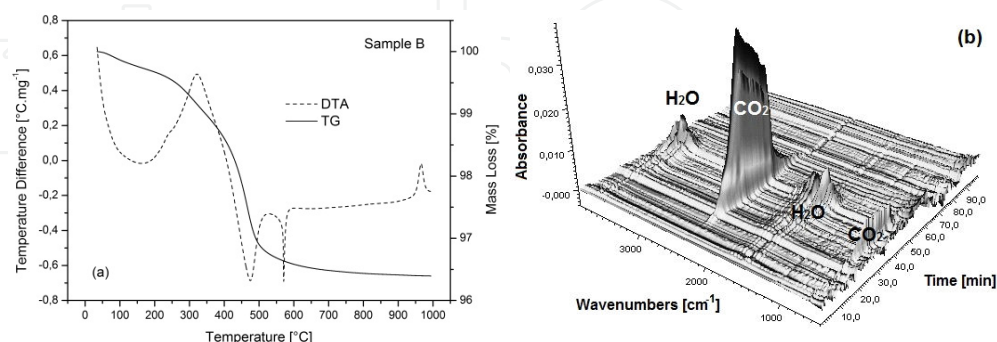 0,8
0,6
0,4
0,2
0,0
-0,2
-0,4
-0,6
-0,8
Temperature Difference [°C.mg⁻¹]
Sample B
DTA
TG
(a)
0 100 200 300 400 500 600 700 800 900 1000
Temperature [°C]
100
99
98
97
96
Mass Loss [%]
(b)
0,030
0,020
0,010
-0,000
Absorbance
H₂O
CO₂
H₂O
CO₂
3000
2000
1000
Wavenumbers [cm⁻¹]
10,0
20,0
30,0
40,0
50,0
60,0
70,0
80,0
90,0
Time [min]